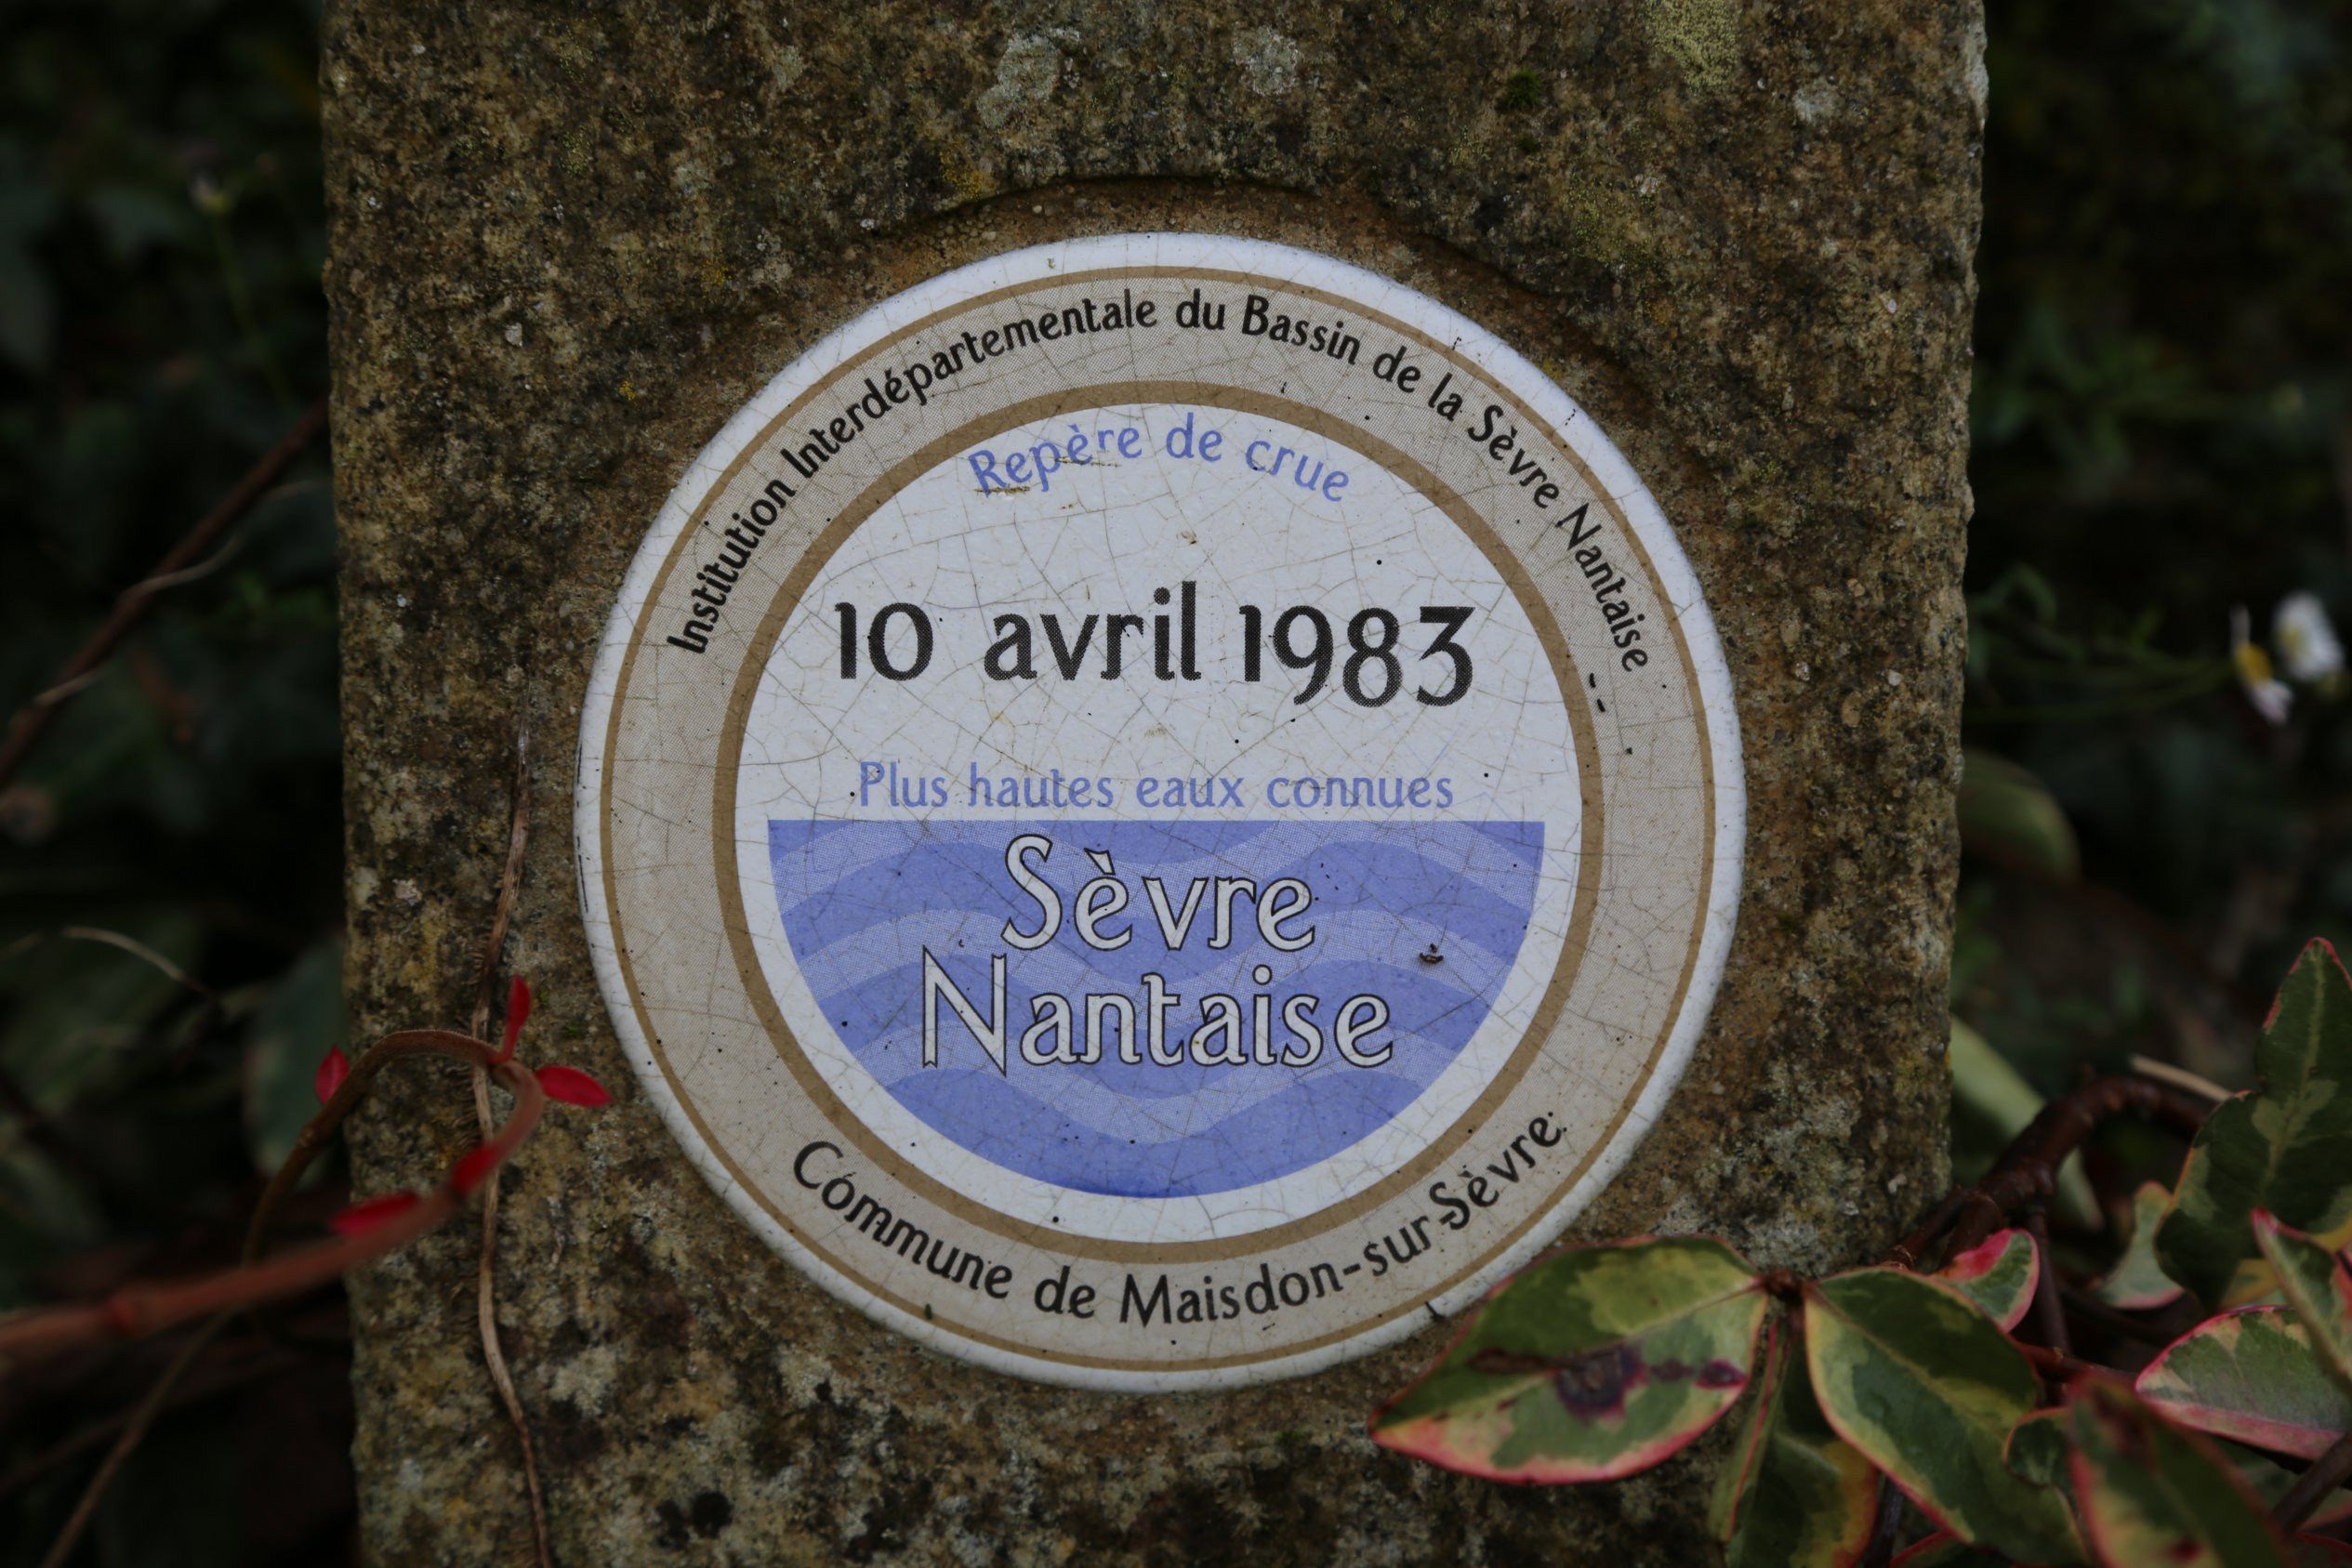 Institution Interdépartementale du Bassin de la Sèvre Nantaise
Repère de crue
10 avril 1983
Plus hautes eaux connues
Sèvre
Nantaise
Commune de Maisdon-sur-Sèvre